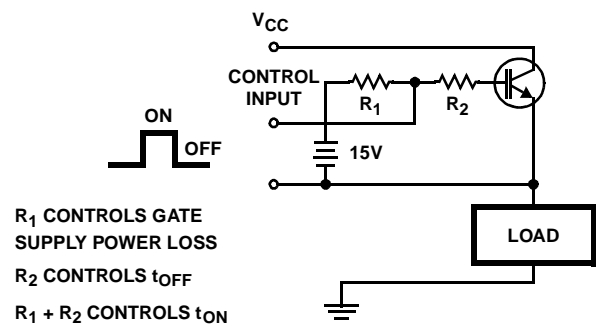 VCC
CONTROL
INPUT
R1
R2
ON
OFF
15V
LOAD
R1 CONTROLS GATE
SUPPLY POWER LOSS
R2 CONTROLS tOFF
R1 + R2 CONTROLS tON